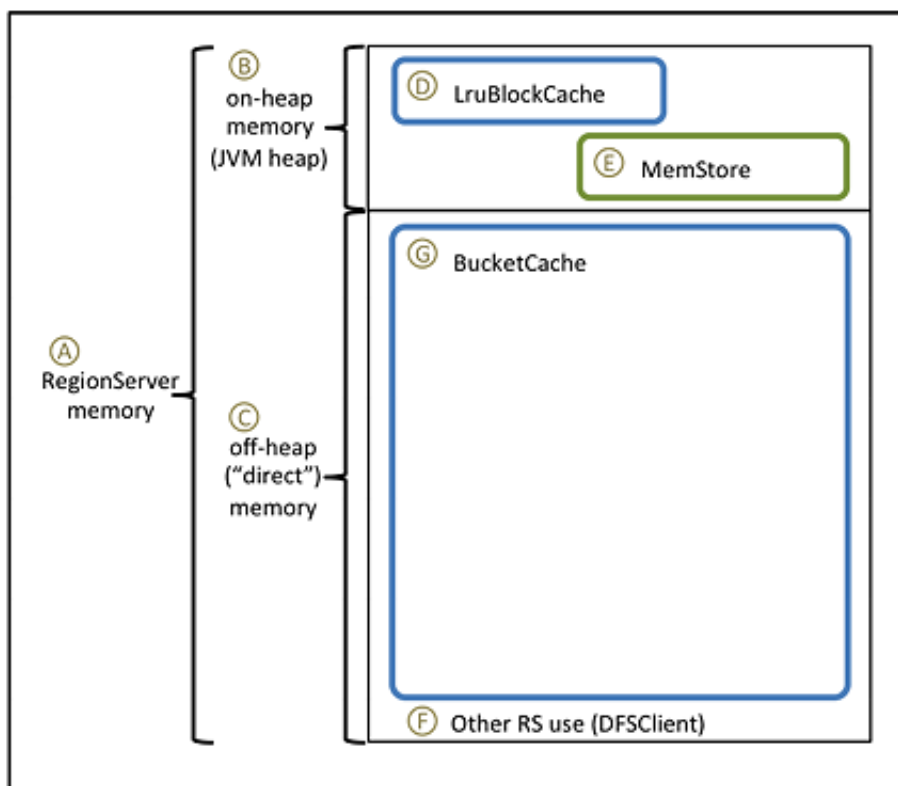 Ⓑ
on-heap
memory
(JVM heap)
Ⓓ LruBlockCache
Ⓔ MemStore
Ⓐ
RegionServer
memory
Ⓒ
off-heap
(“direct”)
memory
Ⓖ BucketCache
Ⓕ Other RS use (DFSClient)